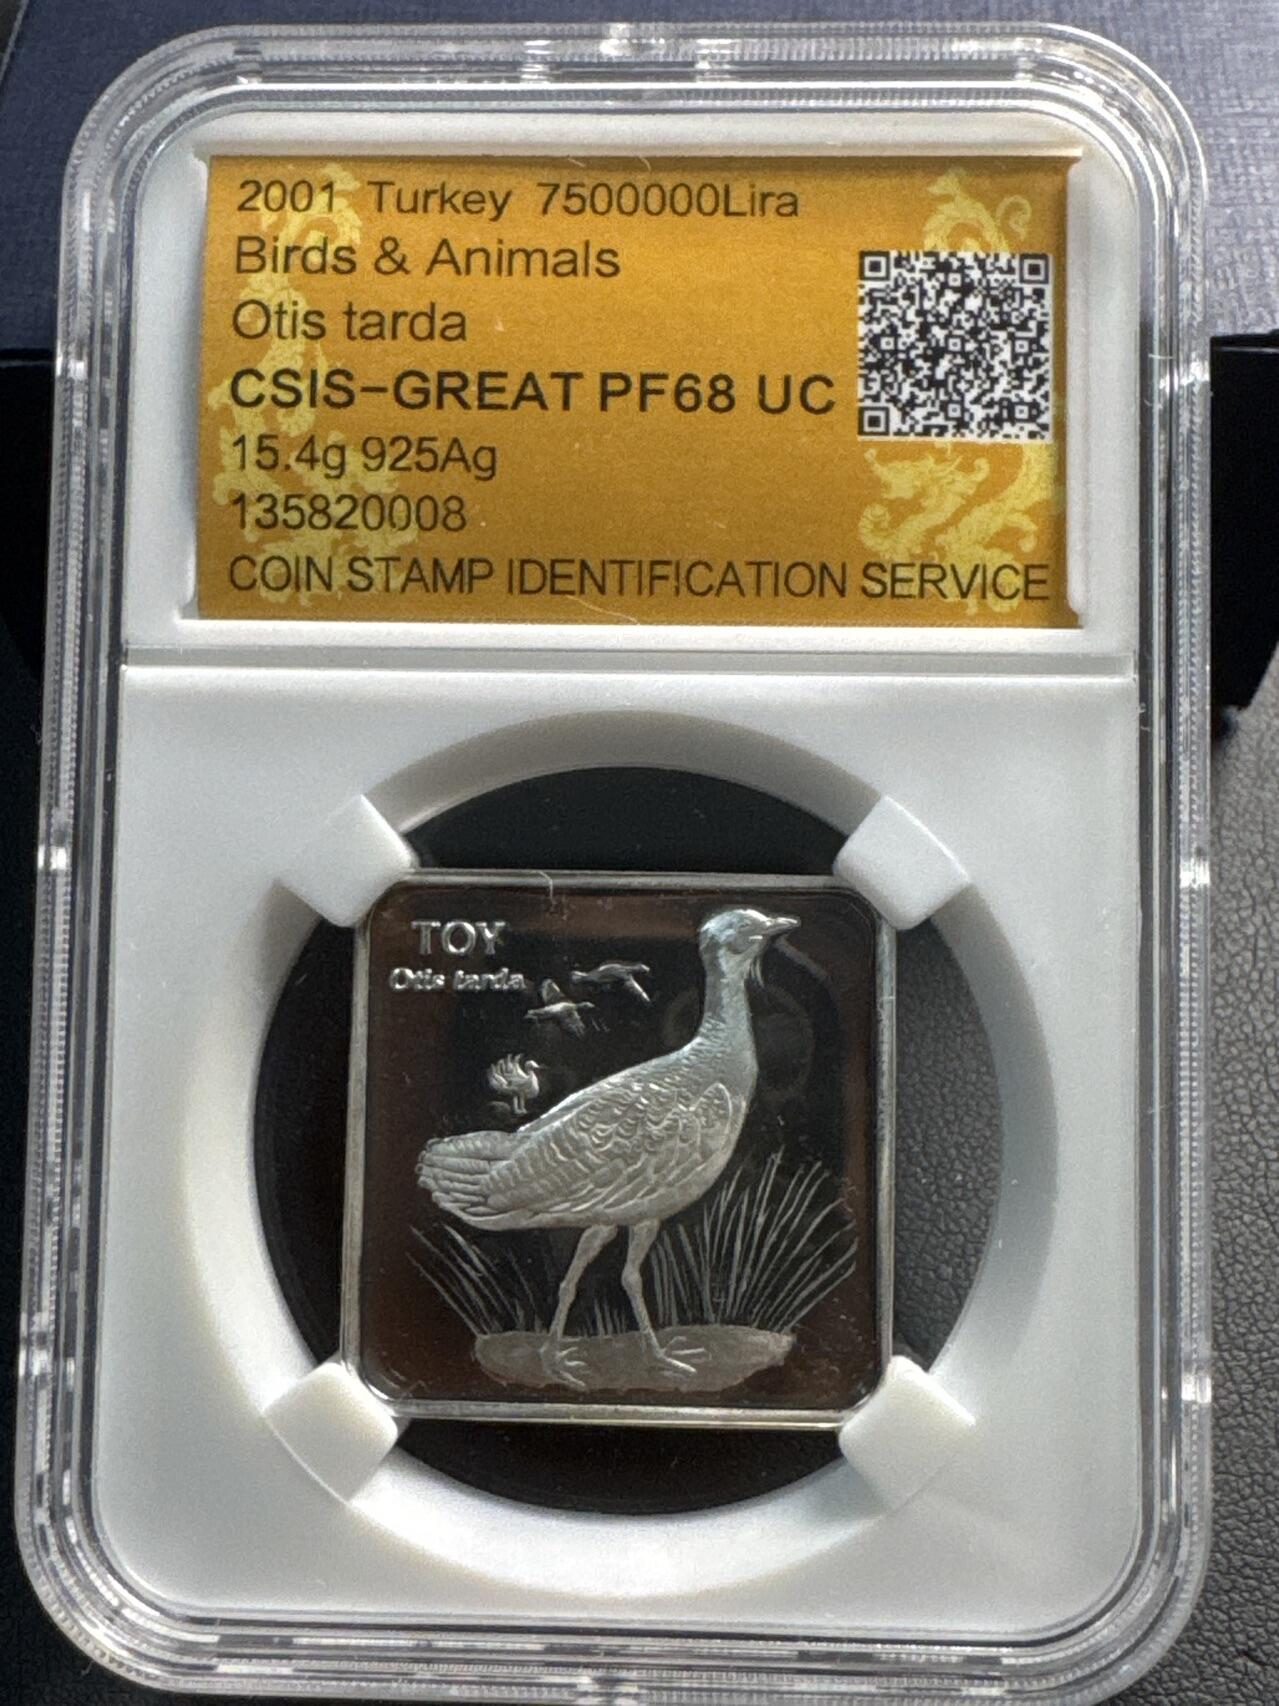 2001 Turkey 7500000Lira
Birds & Animals
Otis tarda
CSIS-GREAT PF68 UC
15.4g 925Ag
135820008
COIN STAMP IDENTIFICATION SERVICE
TOY
Otis tarda